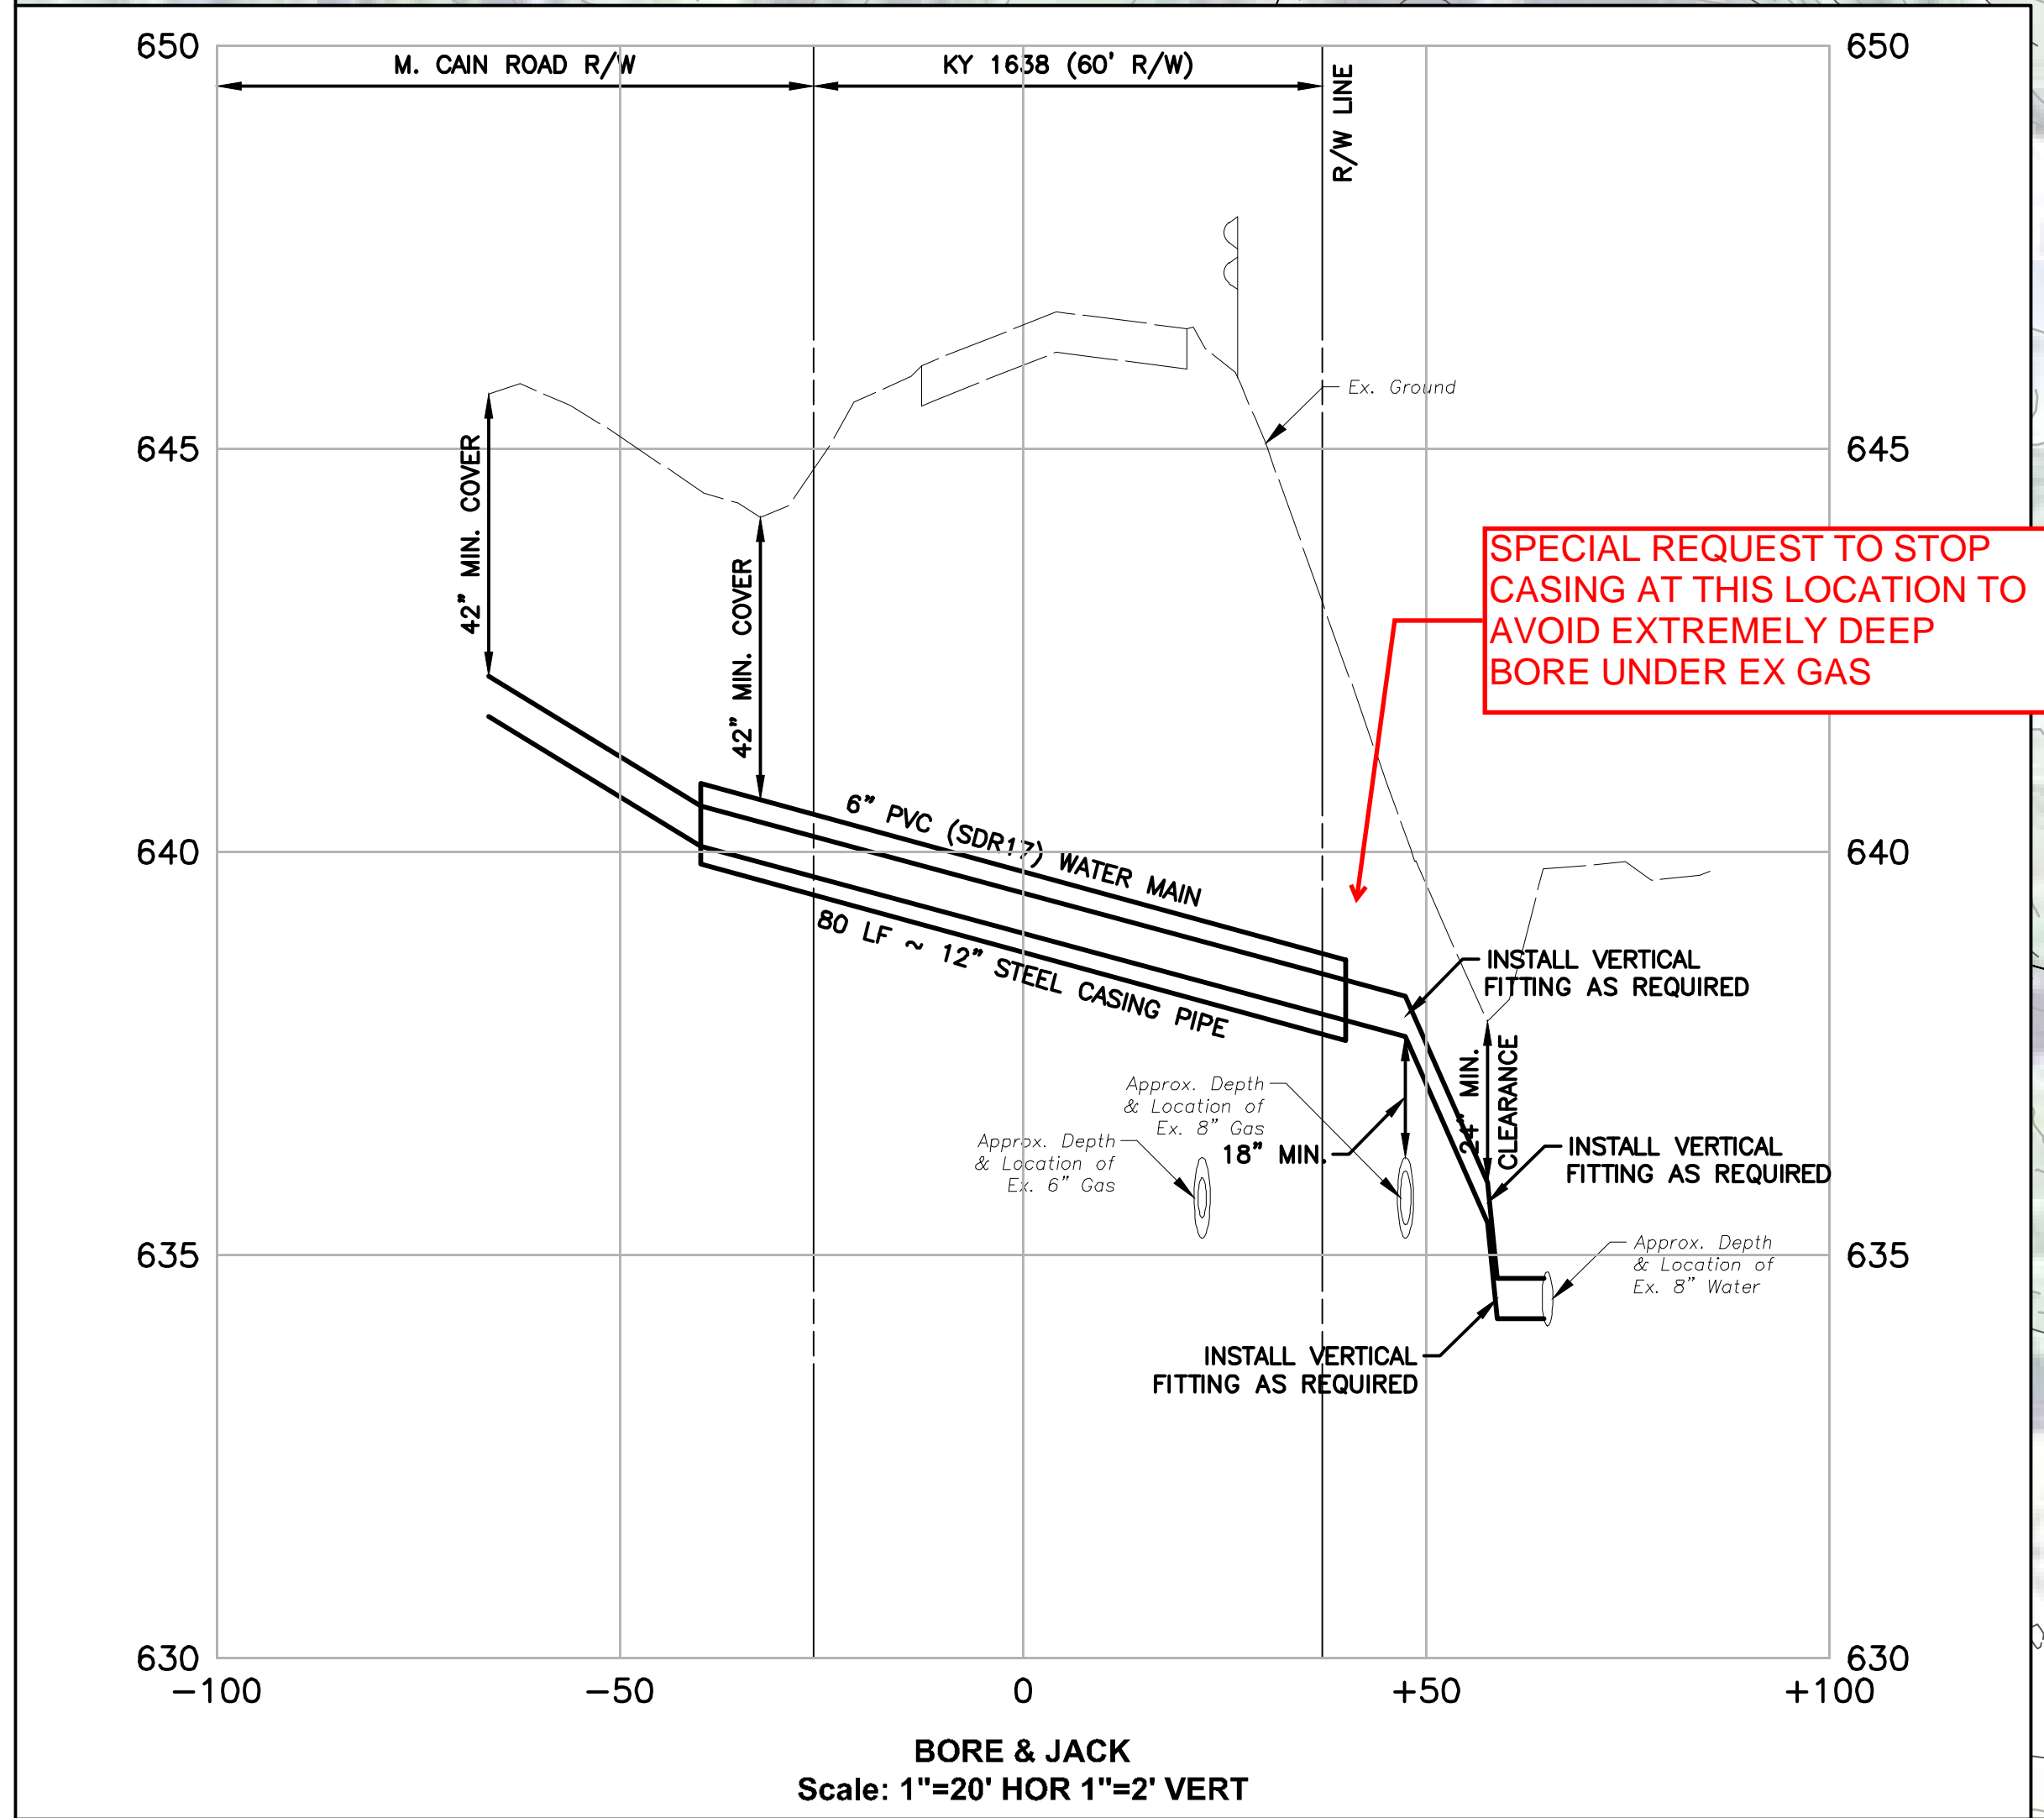 650
M. CAIN ROAD R/W
KY 1638 (60' R/W)
R/W LINE
650
Ex. Ground
645
645
42" MIN. COVER
42" MIN. COVER
SPECIAL REQUEST TO STOP
CASING AT THIS LOCATION TO
AVOID EXTREMELY DEEP
BORE UNDER EX GAS
6" PVC (SDR17) WATER MAIN
640
640
80 LF ~ 12" STEEL CASING PIPE
INSTALL VERTICAL
FITTING AS REQUIRED
24" MIN.
CLEARANCE
Approx. Depth
& Location of
Ex. 8" Gas
Approx. Depth
& Location of
Ex. 6" Gas
18" MIN.
INSTALL VERTICAL
FITTING AS REQUIRED
635
635
Approx. Depth
& Location of
Ex. 8" Water
INSTALL VERTICAL
FITTING AS REQUIRED
630
630
-100
-50
0
+50
+100
BORE & JACK
Scale: 1"=20' HOR 1"=2' VERT